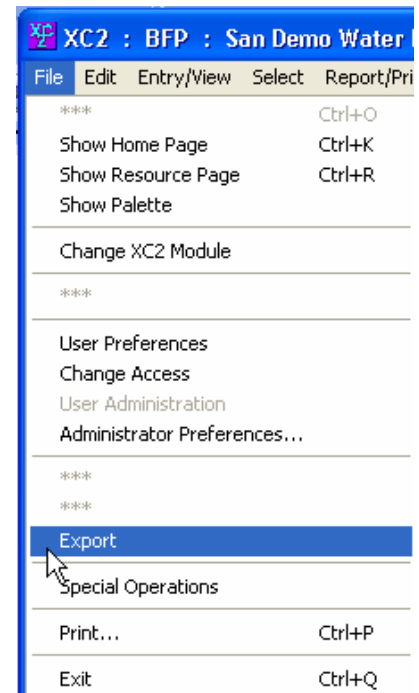 XC2 XC2 : BFP : San Demo Water
File Edit Entry/View Select Report/Pri
*** Ctrl+O
Show Home Page Ctrl+K
Show Resource Page Ctrl+R
Show Palette
Change XC2 Module
***
User Preferences
Change Access
User Administration
Administrator Preferences...
***
***
Export
Special Operations
Print... Ctrl+P
Exit Ctrl+Q